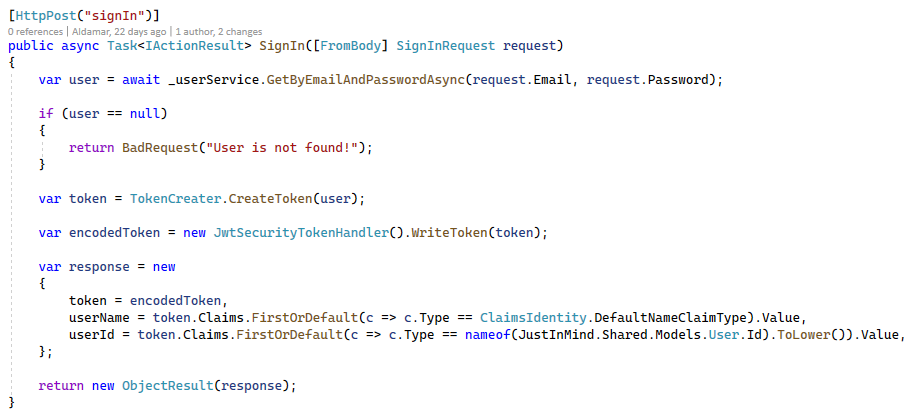 [HttpPost("signIn")]
0 references | Aldamar, 22 days ago | 1 author, 2 changes
public async Task<IActionResult> SignIn([FromBody] SignInRequest request)
{
var user = await _userService.GetByEmailAndPasswordAsync(request.Email, request.Password);
if (user == null)
{
return BadRequest("User is not found!");
}
var token = TokenCreater.CreateToken(user);
var encodedToken = new JwtSecurityTokenHandler().WriteToken(token);
var response = new
{
token = encodedToken,
userName = token.Claims.FirstOrDefault(c => c.Type == ClaimsIdentity.DefaultNameClaimType).Value,
userId = token.Claims.FirstOrDefault(c => c.Type == nameof(JustInMind.Shared.Models.User.Id).ToLower()).Value,
};
return new ObjectResult(response);
}